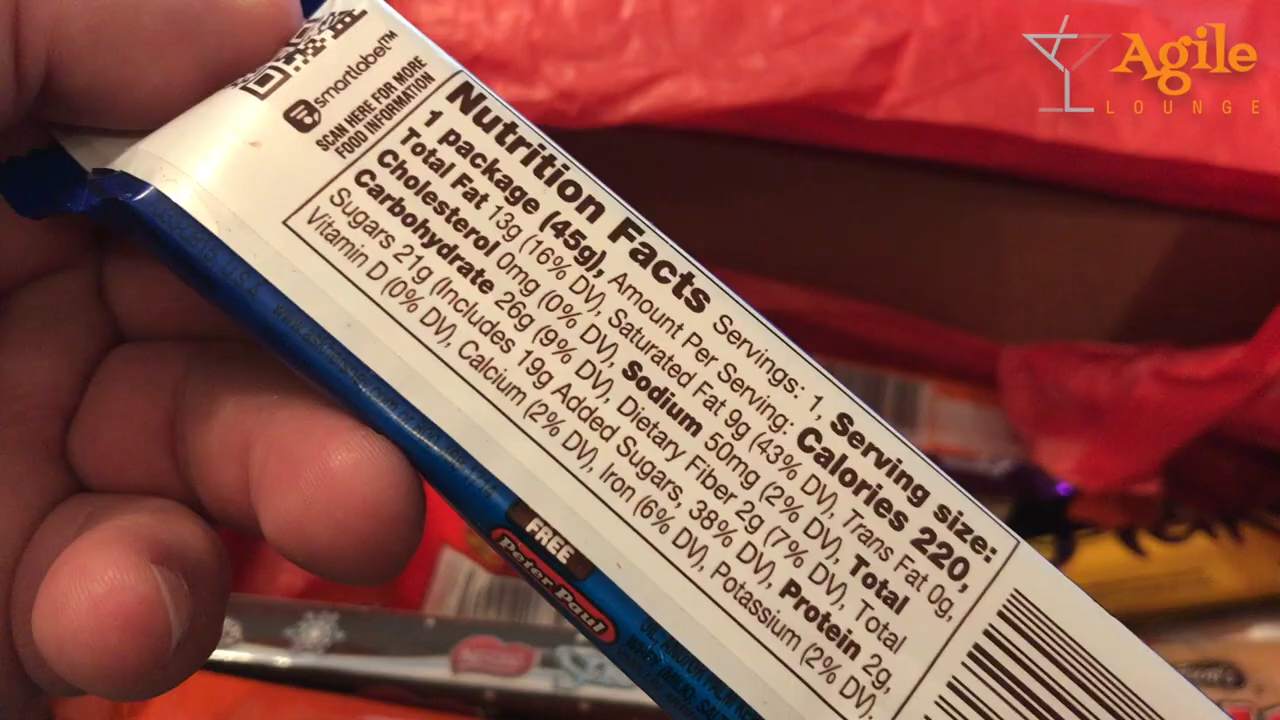 Agile
LOUNGE
smartlabel™
SCAN HERE FOR MORE
FOOD INFORMATION
Nutrition Facts Servings: 1, Serving size:
1 package (45g), Amount Per Serving: Calories 220,
Total Fat 13g (16% DV), Saturated Fat 9g (43% DV), Trans Fat 0g,
Cholesterol 0mg (0% DV), Sodium 50mg (2% DV), Total
Carbohydrate 26g (9% DV), Dietary Fiber 2g (7% DV), Total
Sugars 21g (Includes 19g Added Sugars, 38% DV), Protein 2g,
Vitamin D (0% DV), Calcium (2% DV), Iron (6% DV), Potassium (2% DV).
FREE
Peter Paul